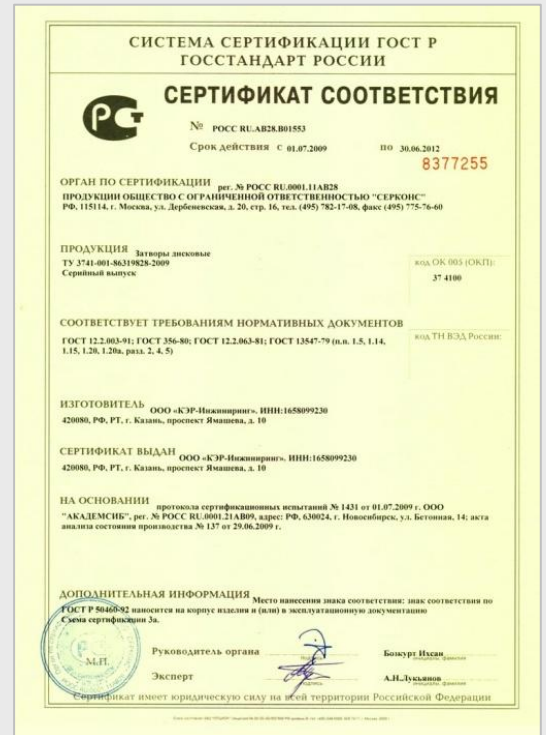 СИСТЕМА СЕРТИФИКАЦИИ ГОСТ Р
ГОССТАНДАРТ РОССИИ
СЕРТИФИКАТ СООТВЕТСТВИЯ
№ РОСС RU.АВ28.В01553
Срок действия с 01.07.2009 по 30.06.2012
8377255
ОРГАН ПО СЕРТИФИКАЦИИ рег. № РОСС RU.0001.11АВ28
ПРОДУКЦИИ ОБЩЕСТВО С ОГРАНИЧЕННОЙ ОТВЕТСТВЕННОСТЬЮ "СЕРКОНС"
РФ, 115114, г. Москва, ул. Дербеневская, д. 20, стр. 16, тел. (495) 782-17-08, факс (495) 775-76-60
ПРОДУКЦИЯ Затворы дисковые
ТУ 3741-001-86319828-2009
Серийный выпуск
код ОК 005 (ОКП):
37 4100
СООТВЕТСТВУЕТ ТРЕБОВАНИЯМ НОРМАТИВНЫХ ДОКУМЕНТОВ
ГОСТ 12.2.003-91; ГОСТ 356-80; ГОСТ 12.2.063-81; ГОСТ 13547-79 (п.п. 1.5, 1.14,
1.15, 1.20, 1.20а, разд. 2, 4, 5)
код ТН ВЭД России:
ИЗГОТОВИТЕЛЬ ООО «КЭР-Инжиниринг». ИНН:1658099230
420080, РФ, РТ, г. Казань, проспект Ямашева, д. 10
СЕРТИФИКАТ ВЫДАН ООО «КЭР-Инжиниринг». ИНН:1658099230
420080, РФ, РТ, г. Казань, проспект Ямашева, д. 10
НА ОСНОВАНИИ протокола сертификационных испытаний № 1431 от 01.07.2009 г. ООО
"АКАДЕМСИБ", рег. № РОСС RU.0001.21АВ09, адрес: РФ, 630024, г. Новосибирск, ул. Бетонная, 14; акта
анализа состояния производства № 137 от 29.06.2009 г.
ДОПОЛНИТЕЛЬНАЯ ИНФОРМАЦИЯ Место нанесения знака соответствия: знак соответствия по
ГОСТ Р 50460-92 наносится на корпус изделия и (или) в эксплуатационную документацию
Схема сертификации 3а.
М.П.
Руководитель органа
подпись
Бозкурт Ихсан
инициалы, фамилия
Эксперт
подпись
А.Н.Лукьянов
инициалы, фамилия
Сертификат имеет юридическую силу на всей территории Российской Федерации